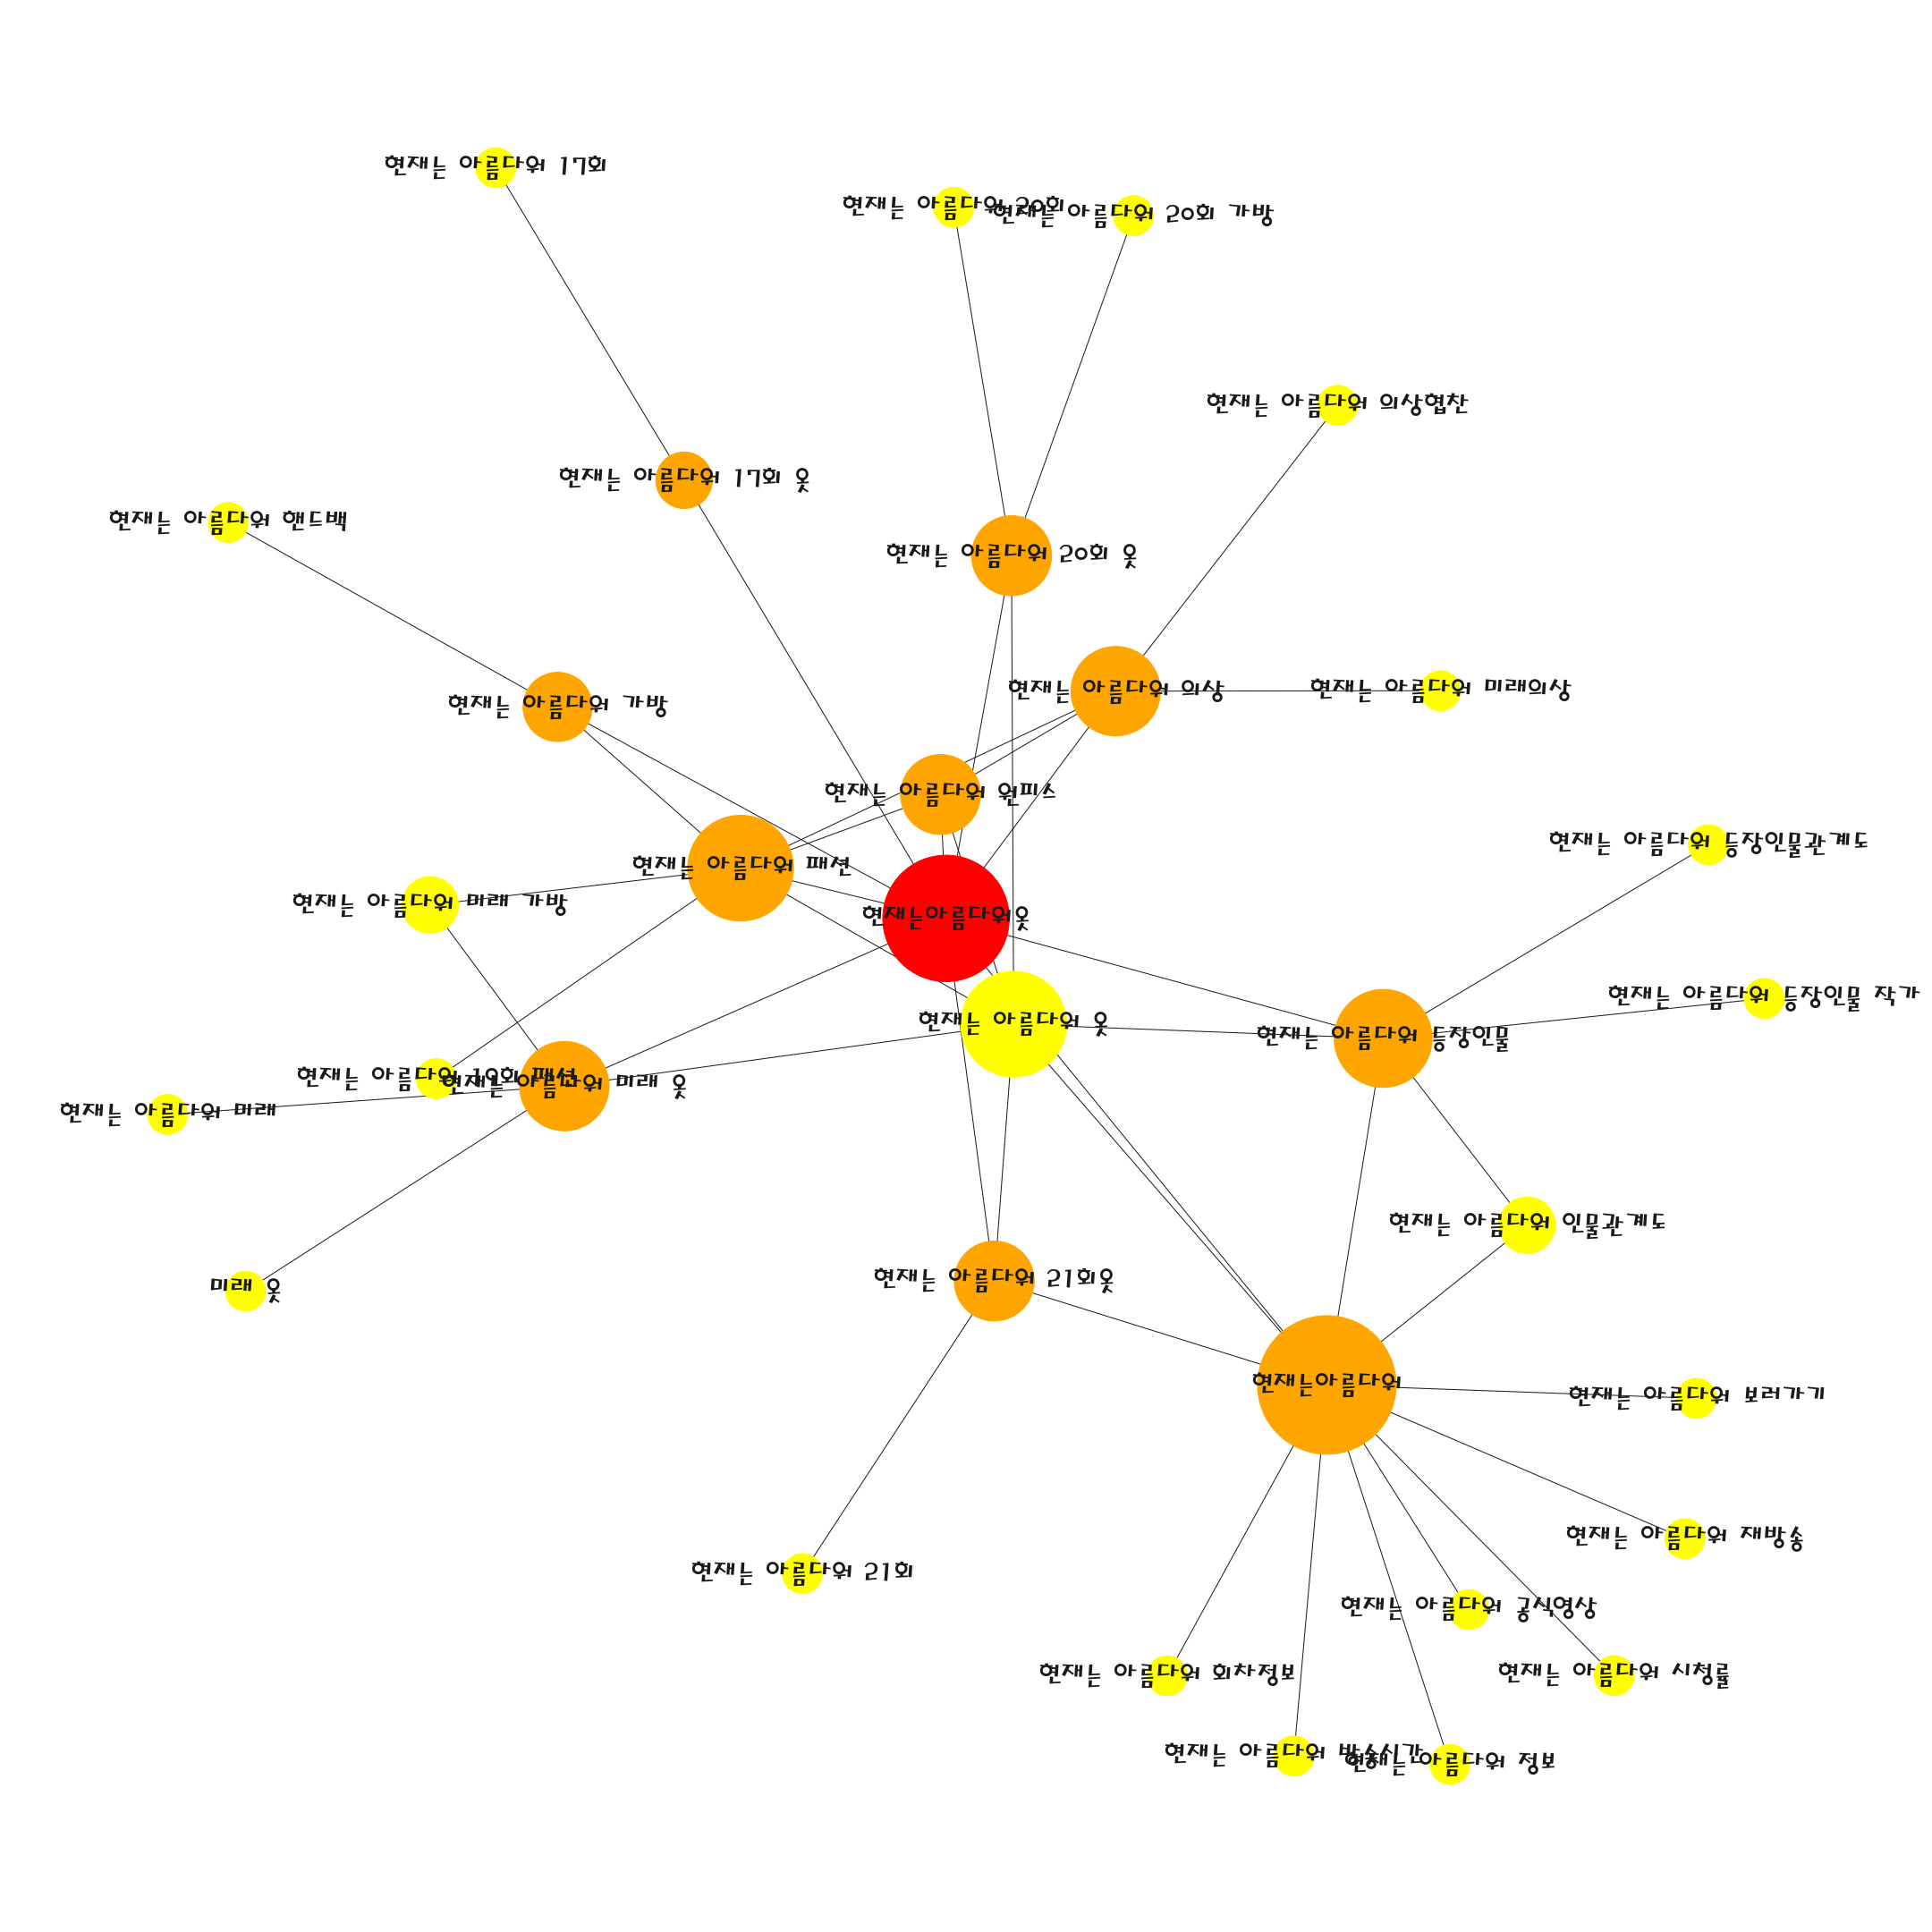 현재는 아름다워 17회
현재는 아름다워 20회
현재는 아름다워 20회 가방
현재는 아름다워 의상협찬
현재는 아름다워 17회 옷
현재는 아름다워 핸드백
현재는 아름다워 20회 옷
현재는 아름다워 의상
현재는 아름다워 미래의상
현재는 아름다워 가방
현재는 아름다워 원피스
현재는 아름다워 등장인물관계도
현재는 아름다워 패션
현재는 아름다워 미래 가방
현재는아름다워옷
현재는 아름다워 등장인물 작가
현재는 아름다워 옷
현재는 아름다워 등장인물
현재는 아름다워 패션
현재는 아름다워 미래 옷
현재는 아름다워 미래
현재는 아름다워 인물관계도
미래 옷
현재는 아름다워 21회옷
현재는아름다워
현재는 아름다워 보러가기
현재는 아름다워 재방송
현재는 아름다워 21회
현재는 아름다워 공식영상
현재는 아름다워 회차정보
현재는 아름다워 시청률
현재는 아름다워 방송시간
현재는 아름다워 정보